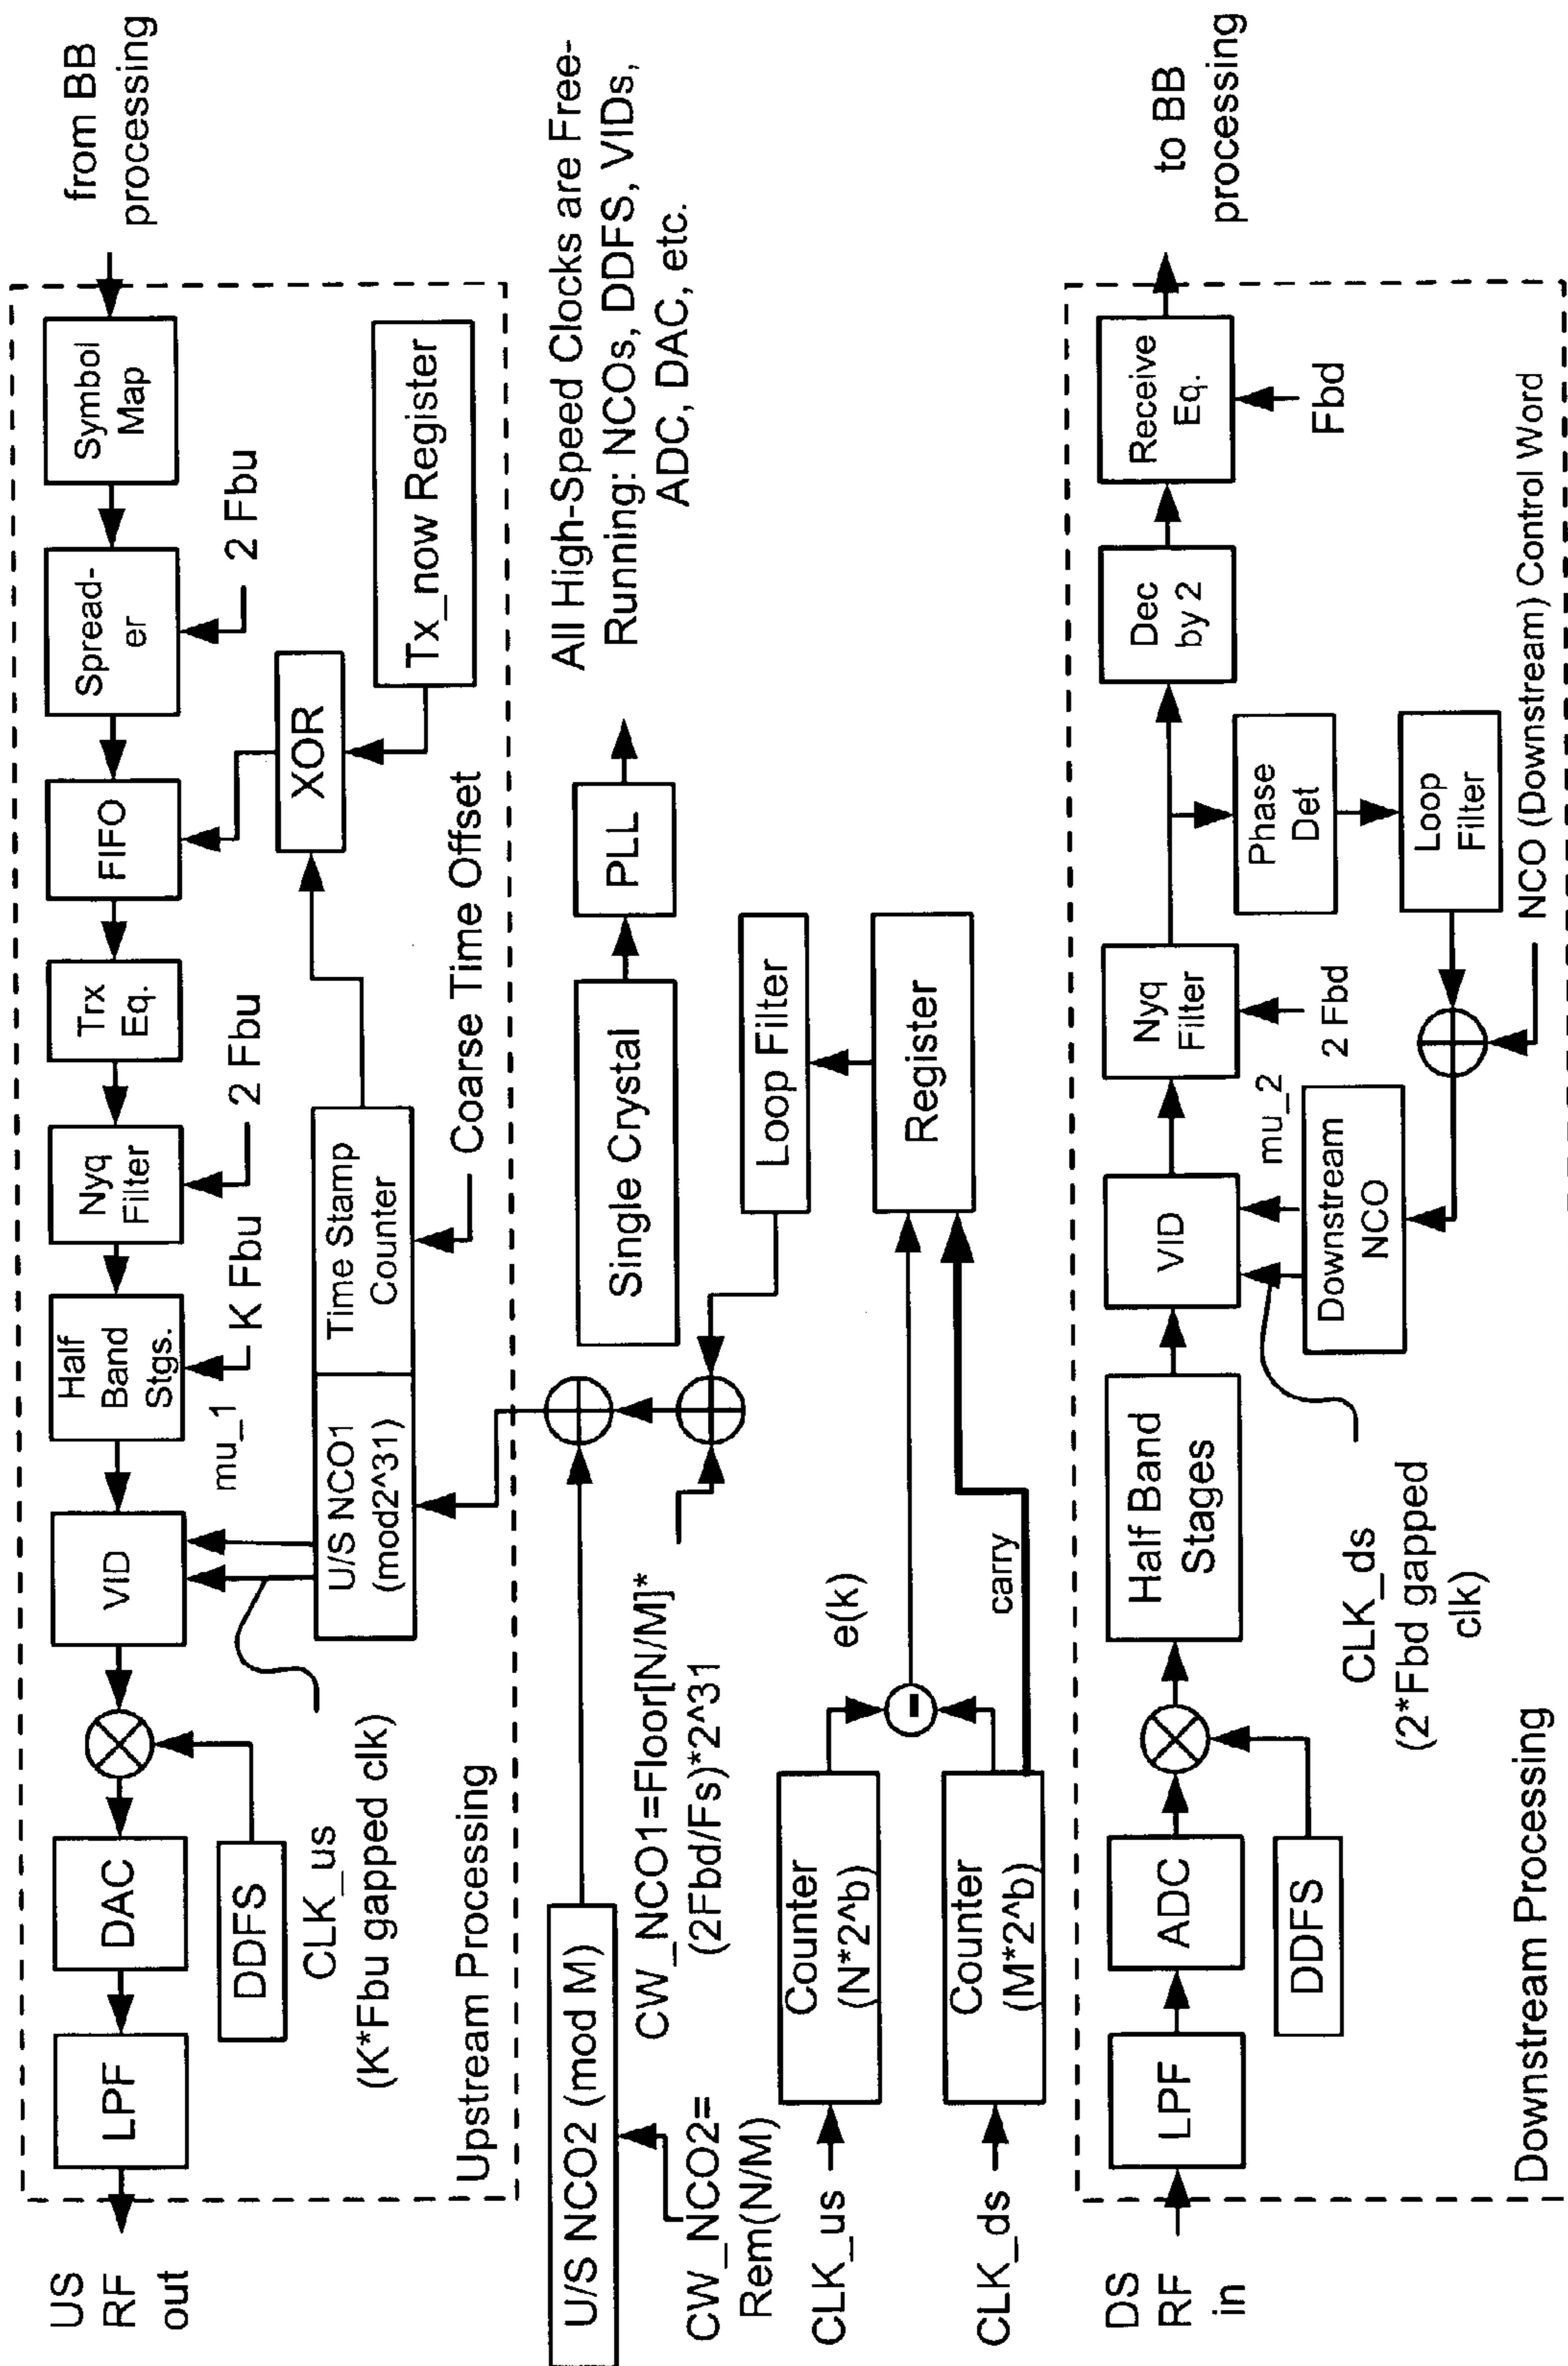 US
RF
out
LPF
DAC
DDFS
CLK_us
(K*Fbu gapped clk)
VID
mu_1
Half
Band
Stgs.
K Fbu
Nyq
Filter
2 Fbu
Trx
Eq.
FIFO
Spread-
er
2 Fbu
Symbol
Map
from BB
processing
U/S NCO1
(mod2^31)
Time Stamp
Counter
Coarse Time Offset
XOR
Tx_now Register
Upstream Processing
U/S NCO2 (mod M)
CW_NCO2=
Rem(N/M)
CW_NCO1=Floor[N/M]*
(2Fbd/Fs)*2^31
Single Crystal
PLL
All High-Speed Clocks are Free-
Running: NCOs, DDFS, VIDs,
ADC, DAC, etc.
Loop Filter
CLK_us
Counter
(N*2^b)
e(k)
Register
CLK_ds
Counter
(M*2^b)
carry
DS
RF
in
LPF
ADC
DDFS
Half Band
Stages
CLK_ds
(2*Fbd gapped
clk)
VID
mu_2
Downstream
NCO
Nyq
Filter
2 Fbd
Phase
Det
Loop
Filter
NCO (Downstream) Control Word
Dec
by 2
Receive
Eq.
Fbd
to BB
processing
Downstream Processing